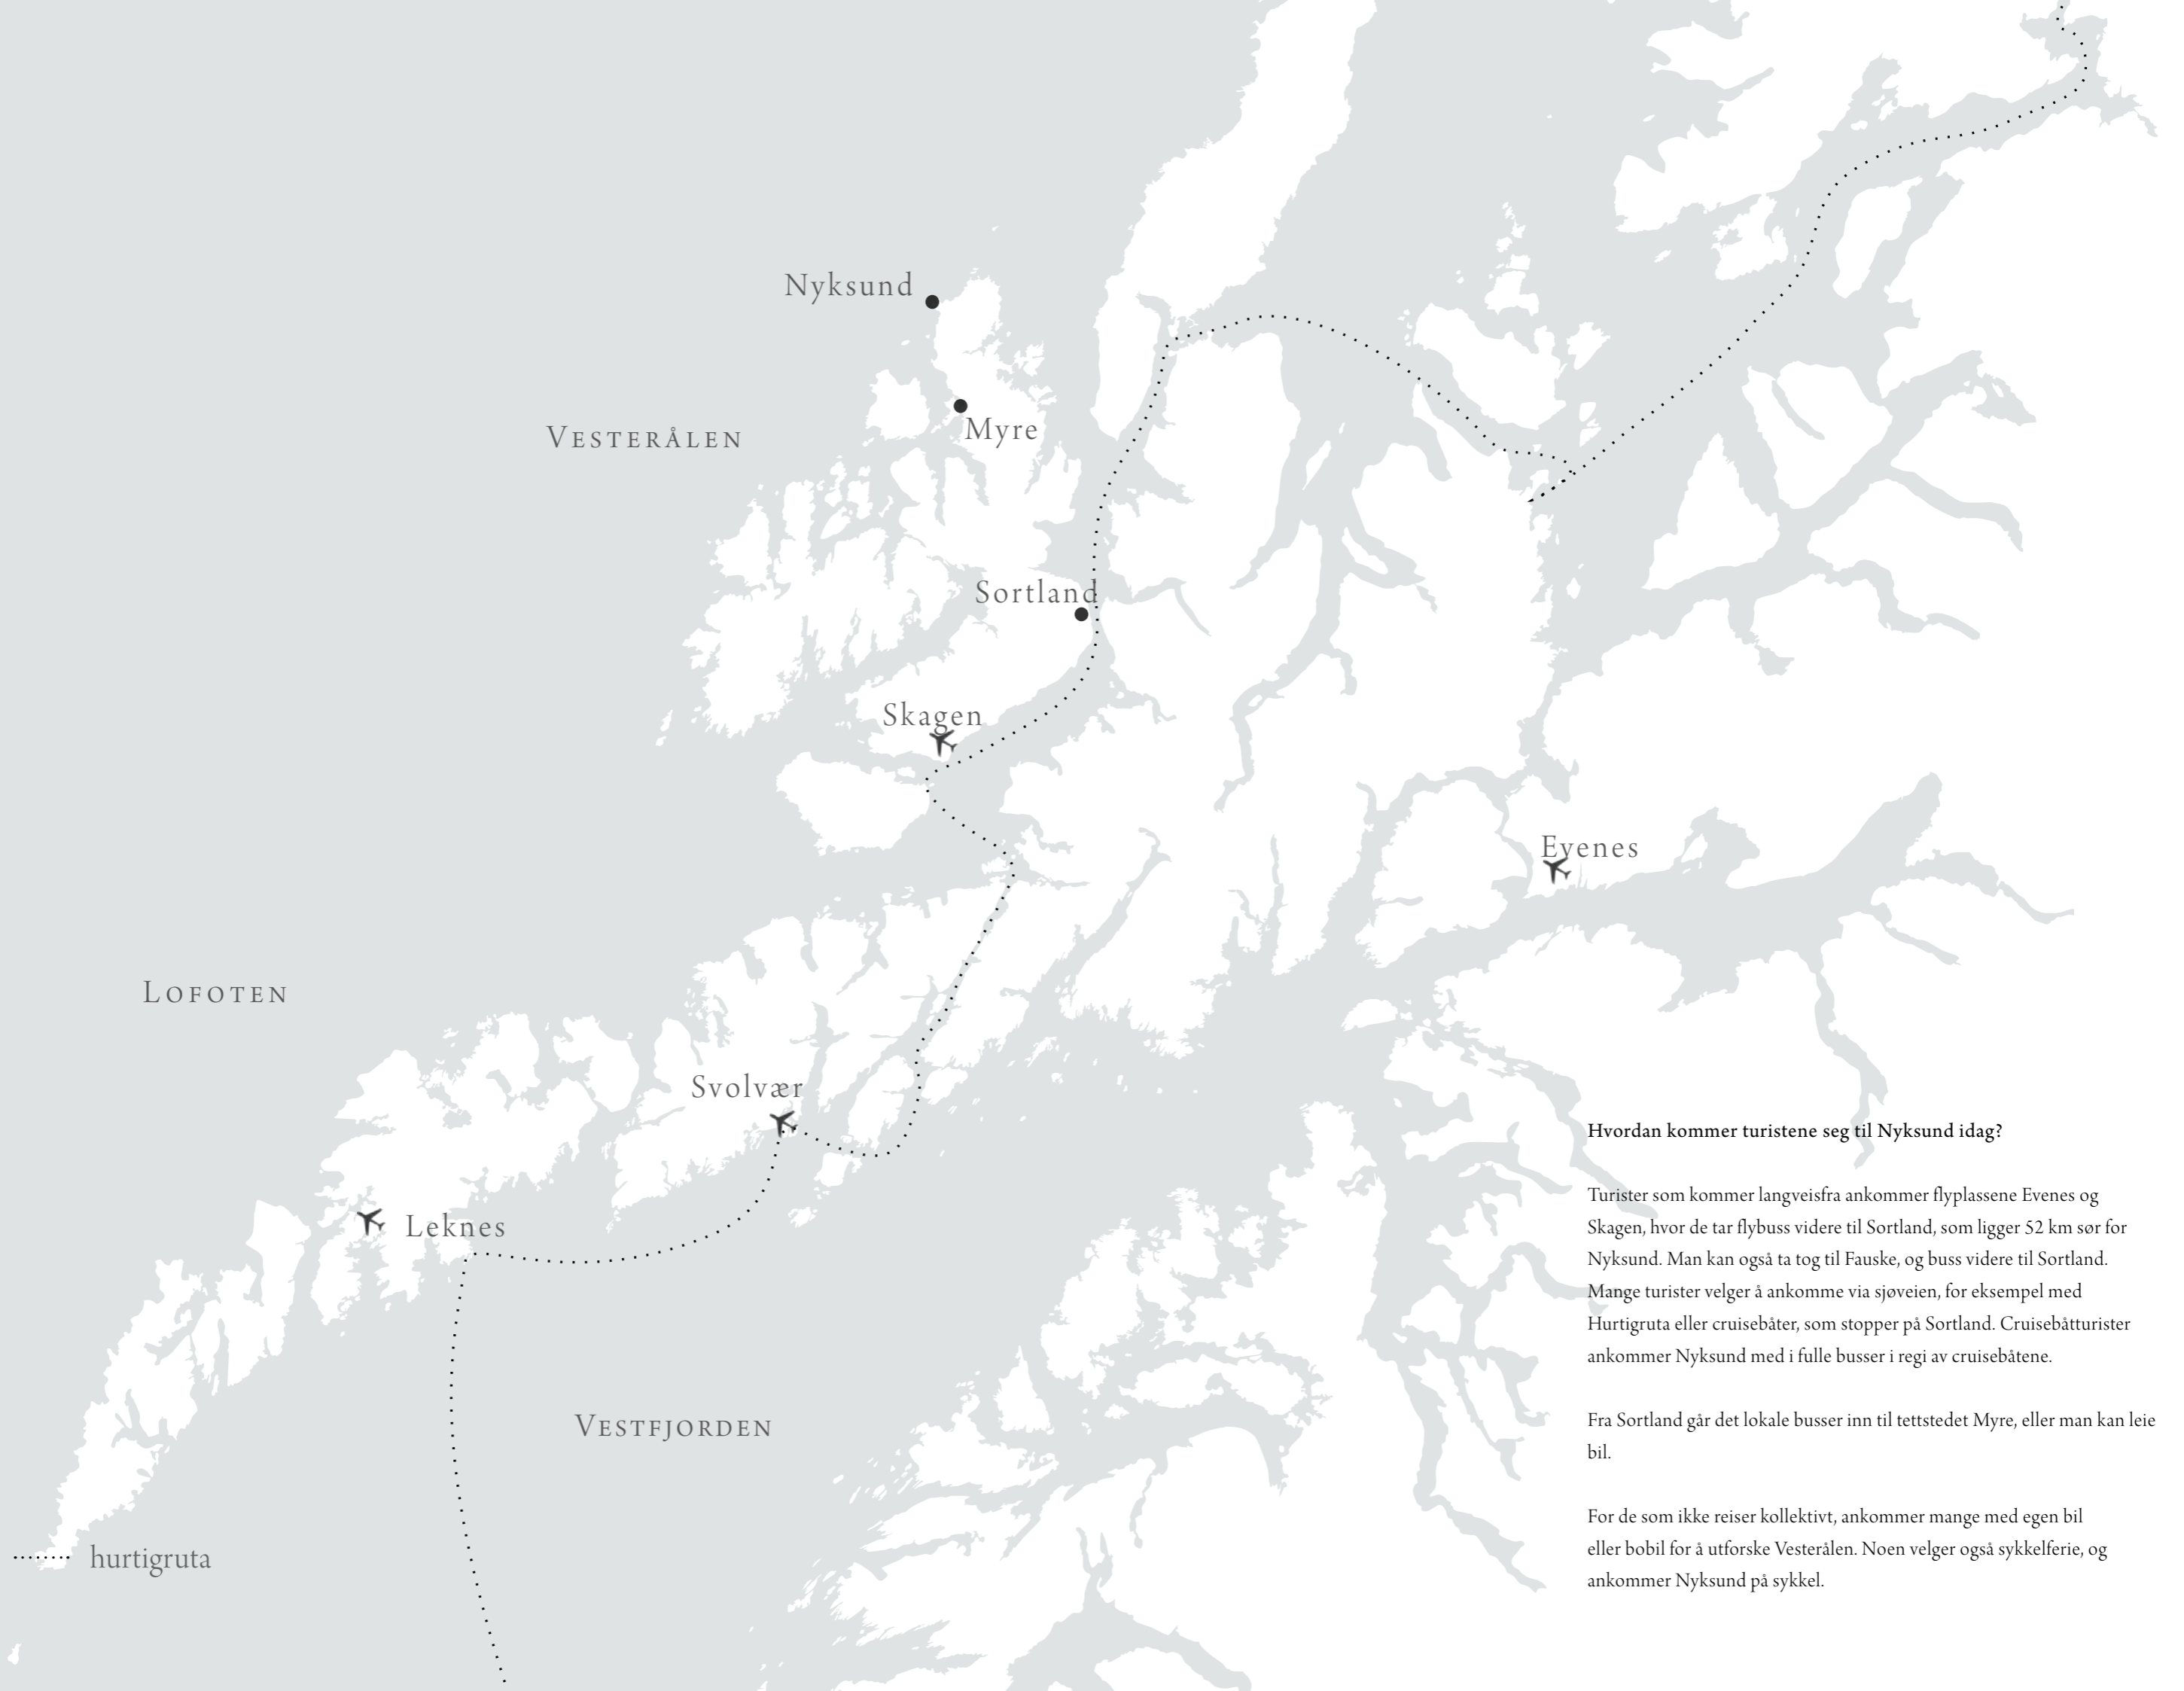 Nyksund
Vesterålen
Myre
Sortland
Skagen
Evenes
Lofoten
Svolvær
Leknes
Vestfjorden
hurtigruta
Hvordan kommer turistene seg til Nyksund idag?
Turister som kommer langveisfra ankommer flyplassene Evenes og
Skagen, hvor de tar flybuss videre til Sortland, som ligger 52 km sør for
Nyksund. Man kan også ta tog til Fauske, og buss videre til Sortland.
Mange turister velger å ankomme via sjøveien, for eksempel med
Hurtigruta eller cruisebåter, som stopper på Sortland. Cruisebåtturister
ankommer Nyksund med i fulle busser i regi av cruisebåtene.
Fra Sortland går det lokale busser inn til tettstedet Myre, eller man kan leie
bil.
For de som ikke reiser kollektivt, ankommer mange med egen bil
eller bobil for å utforske Vesterålen. Noen velger også sykkelferie, og
ankommer Nyksund på sykkel.